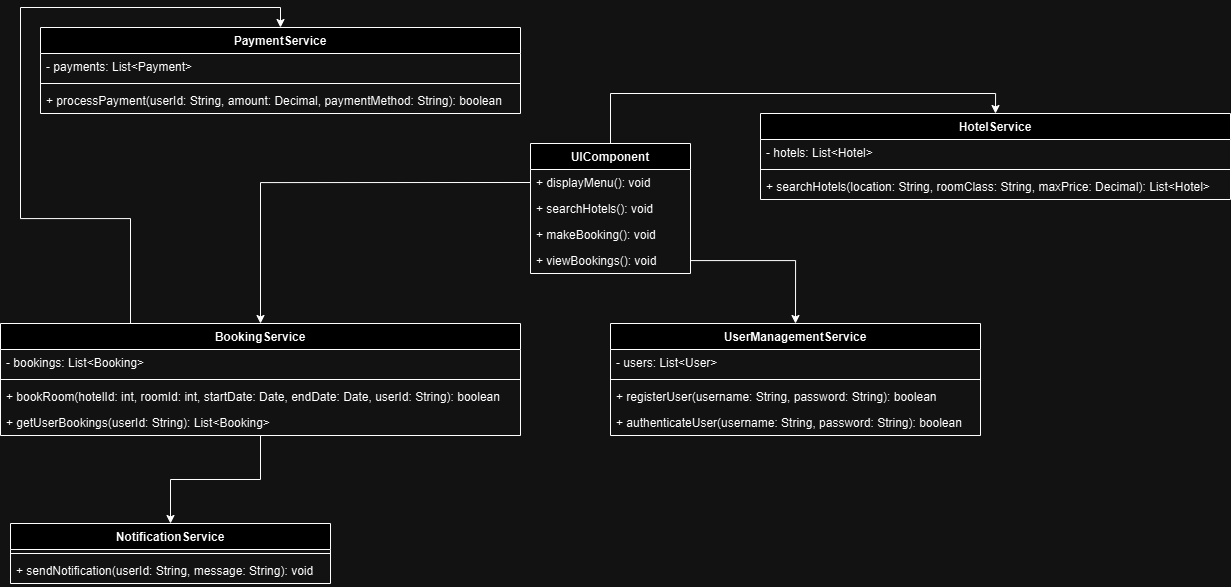 PaymentService
- payments: List<Payment>
+ processPayment(userId: String, amount: Decimal, paymentMethod: String): boolean
HotelService
- hotels: List<Hotel>
+ searchHotels(location: String, roomClass: String, maxPrice: Decimal): List<Hotel>
UIComponent
+ displayMenu(): void
+ searchHotels(): void
+ makeBooking(): void
+ viewBookings(): void
BookingService
- bookings: List<Booking>
+ bookRoom(hotelId: int, roomId: int, startDate: Date, endDate: Date, userId: String): boolean
+ getUserBookings(userId: String): List<Booking>
UserManagementService
- users: List<User>
+ registerUser(username: String, password: String): boolean
+ authenticateUser(username: String, password: String): boolean
NotificationService
+ sendNotification(userId: String, message: String): void